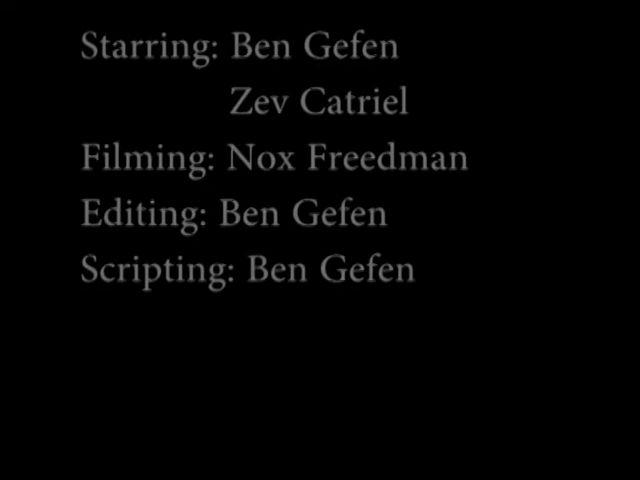 Starring: Ben Gefen
Zev Catriel
Filming: Nox Freedman
Editing: Ben Gefen
Scripting: Ben Gefen